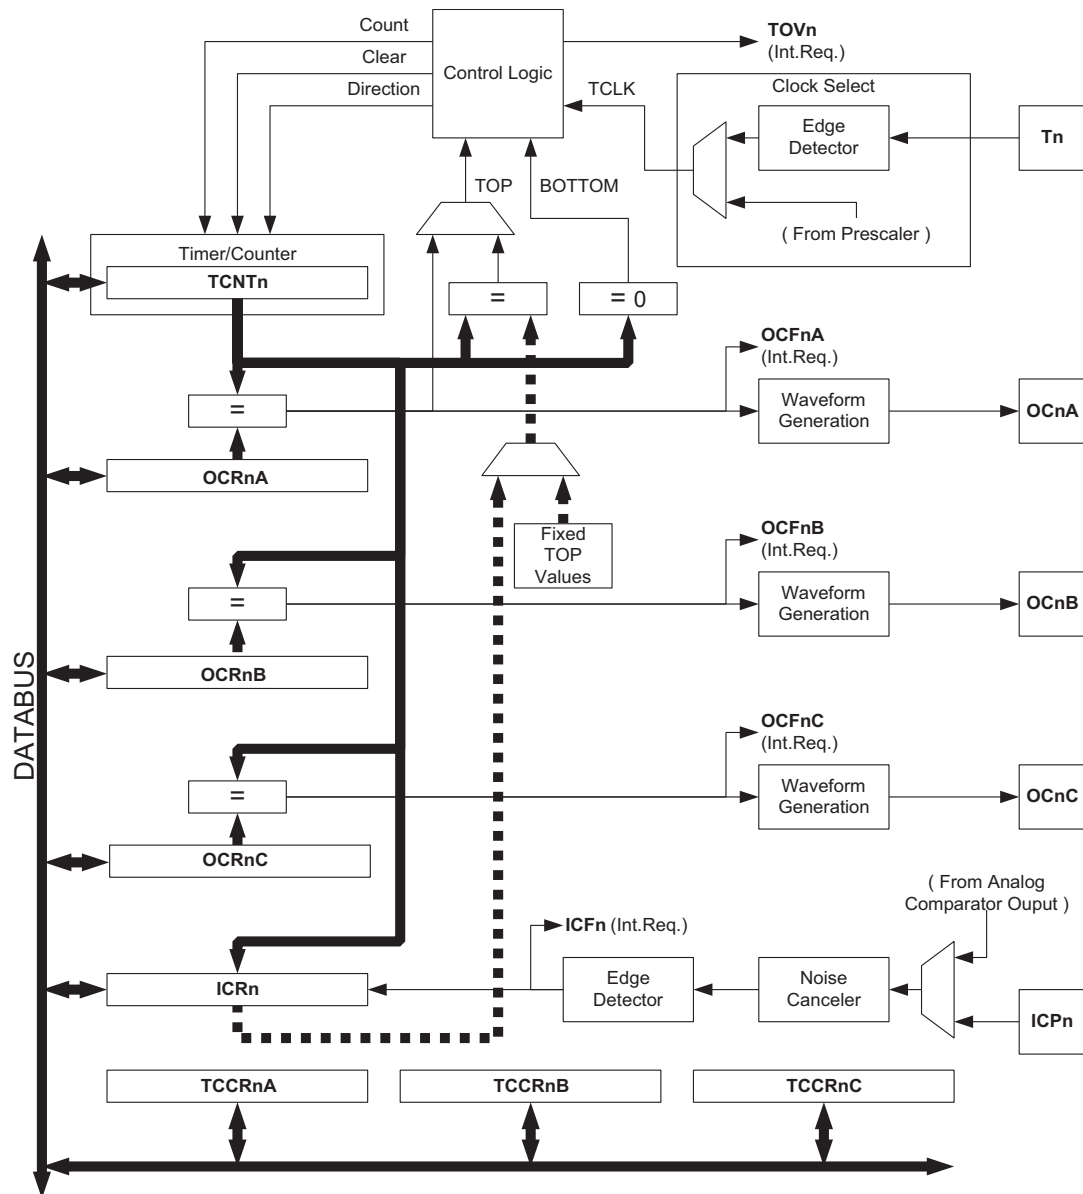 Count
Clear
Direction
Control Logic
TOVn
(Int.Req.)
TCLK
Clock Select
Edge
Detector
Tn
( From Prescaler )
TOP
BOTTOM
Timer/Counter
TCNTn
=
= 0
OCFnA
(Int.Req.)
=
Waveform
Generation
OCnA
OCRnA
Fixed
TOP
Values
OCFnB
(Int.Req.)
=
Waveform
Generation
OCnB
OCRnB
DATABUS
OCFnC
(Int.Req.)
=
Waveform
Generation
OCnC
OCRnC
( From Analog
Comparator Ouput )
ICFn (Int.Req.)
ICRn
Edge
Detector
Noise
Canceler
ICPn
TCCRnA
TCCRnB
TCCRnC